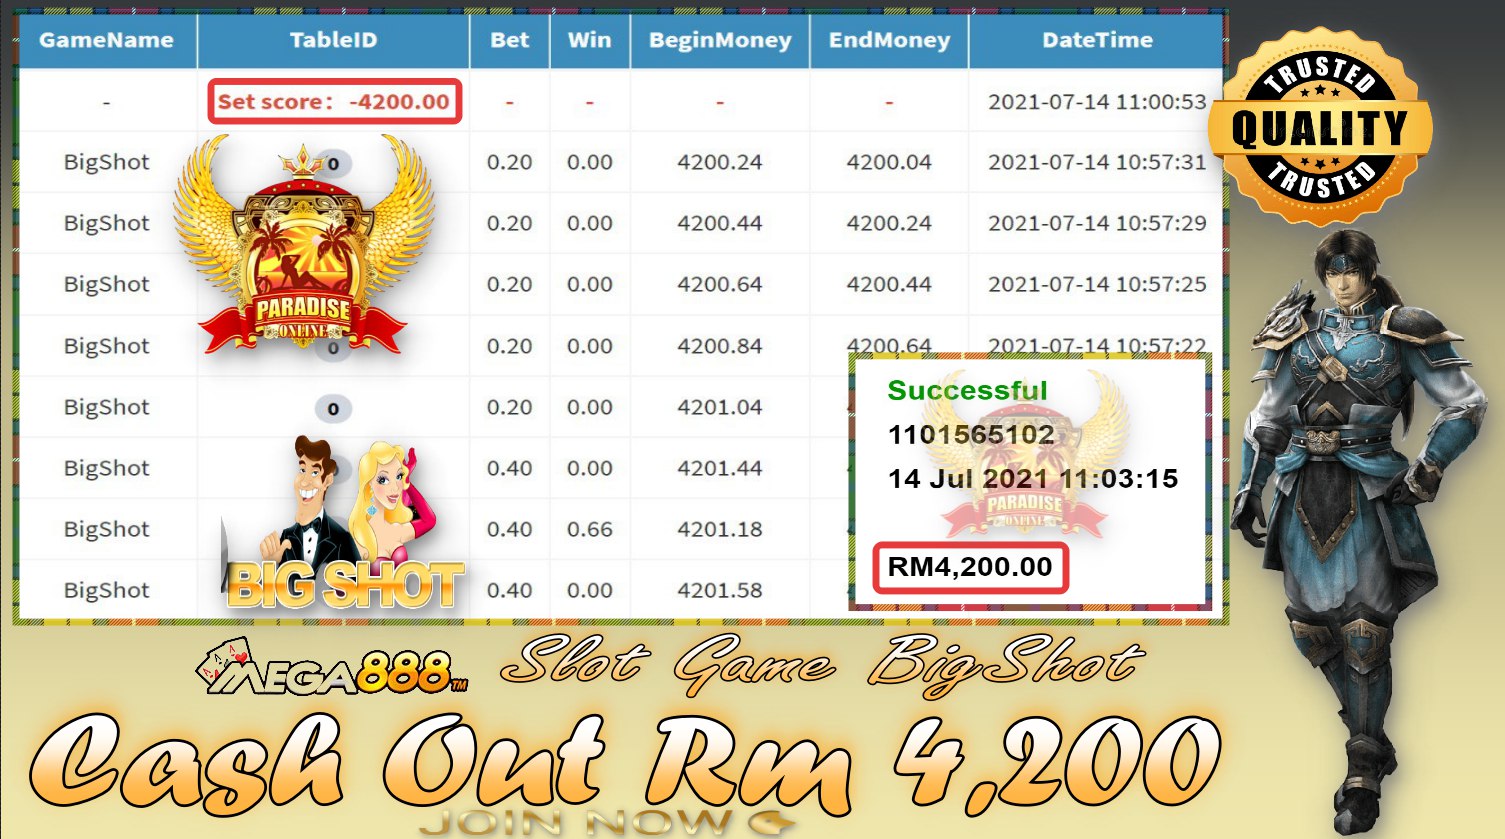 GameName TableID Bet Win BeginMoney EndMoney DateTime
- Set score: -4200.00 - - - - 2021-07-14 11:00:53
BigShot 0 0.20 0.00 4200.24 4200.04 2021-07-14 10:57:31
BigShot 0.20 0.00 4200.44 4200.24 2021-07-14 10:57:29
BigShot 0.20 0.00 4200.64 4200.44 2021-07-14 10:57:25
BigShot 0 0.20 0.00 4200.84 4200.64 2021-07-14 10:57:22
BigShot 0 0.20 0.00 4201.04
BigShot 0.40 0.00 4201.44
BigShot 0.40 0.66 4201.18
BigShot 0.40 0.00 4201.58
TRUSTED
QUALITY
TRUSTED
PARADISE
ONLINE
BIG SHOT
Successful
1101565102
14 Jul 2021 11:03:15
PARADISE
ONLINE
RM4,200.00
MEGA888™ Slot Game BigShot
Cash Out Rm 4,200
JOIN NOW